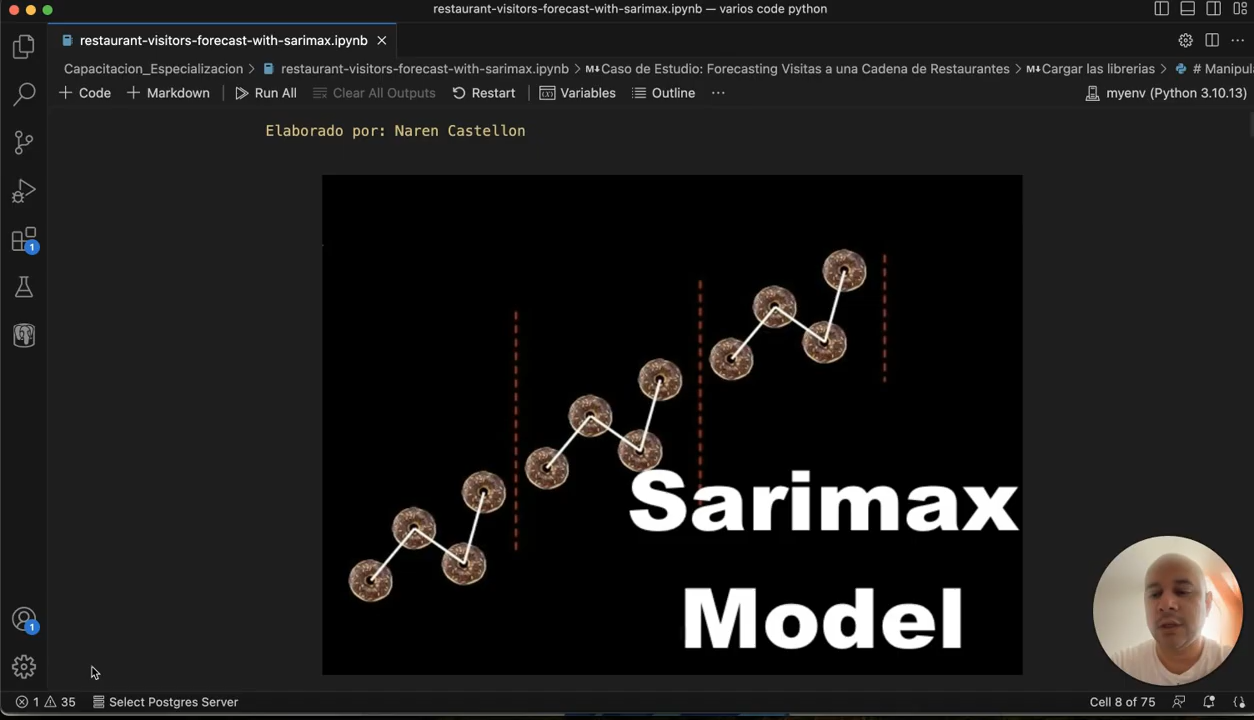 restaurant-visitors-forecast-with-sarimax.ipynb — varios code python
restaurant-visitors-forecast-with-sarimax.ipynb
Capacitacion_Especializacion > restaurant-visitors-forecast-with-sarimax.ipynb > M↓Caso de Estudio: Forecasting Visitas a una Cadena de Restaurantes > M↓Cargar las librerias > # Manipula
+ Code + Markdown Run All Clear All Outputs Restart Variables Outline ... myenv (Python 3.10.13)
Elaborado por: Naren Castellon
Sarimax
Model
1
1
1 35 Select Postgres Server Cell 8 of 75